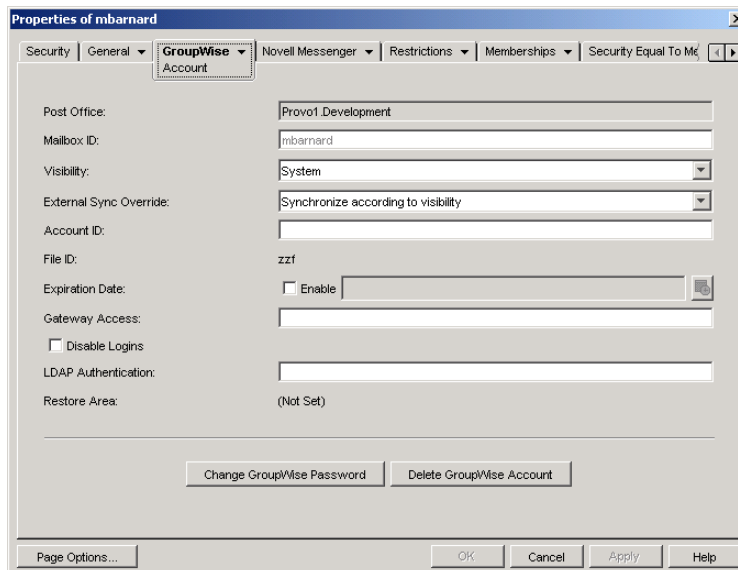 Properties of mbarnard
Security General GroupWise Novell Messenger Restrictions Memberships Security Equal To Me
Account
Post Office: Provo1.Development
Mailbox ID: mbarnard
Visibility: System
External Sync Override: Synchronize according to visibility
Account ID:
File ID: zzf
Expiration Date: Enable
Gateway Access:
Disable Logins
LDAP Authentication:
Restore Area: (Not Set)
Change GroupWise Password Delete GroupWise Account
Page Options... OK Cancel Apply Help